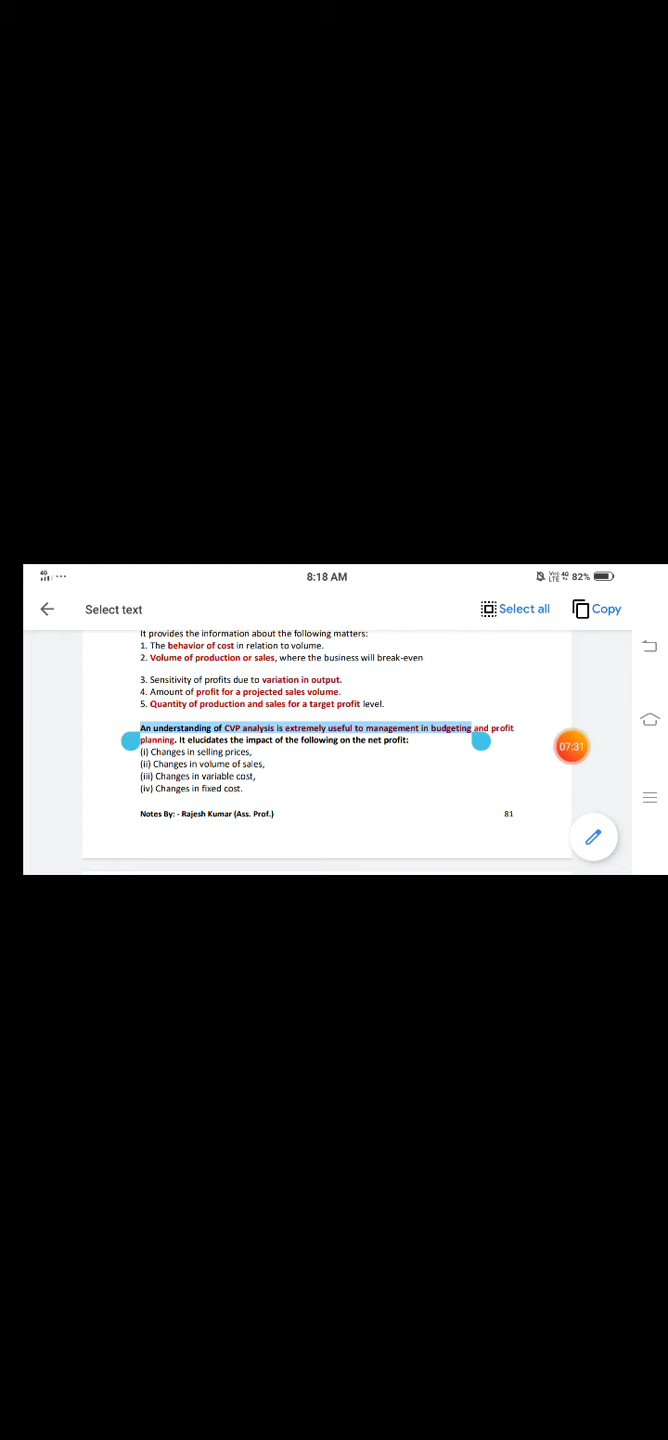 4G ...
8:18 AM
VoLTE 4G 82%
Select text
Select all
Copy
It provides the information about the following matters:
1. The behavior of cost in relation to volume.
2. Volume of production or sales, where the business will break-even
3. Sensitivity of profits due to variation in output.
4. Amount of profit for a projected sales volume.
5. Quantity of production and sales for a target profit level.
An understanding of CVP analysis is extremely useful to management in budgeting and profit
planning. It elucidates the impact of the following on the net profit:
07:31
(i) Changes in selling prices,
(ii) Changes in volume of sales,
(iii) Changes in variable cost,
(iv) Changes in fixed cost.
Notes By: - Rajesh Kumar (Ass. Prof.)
81